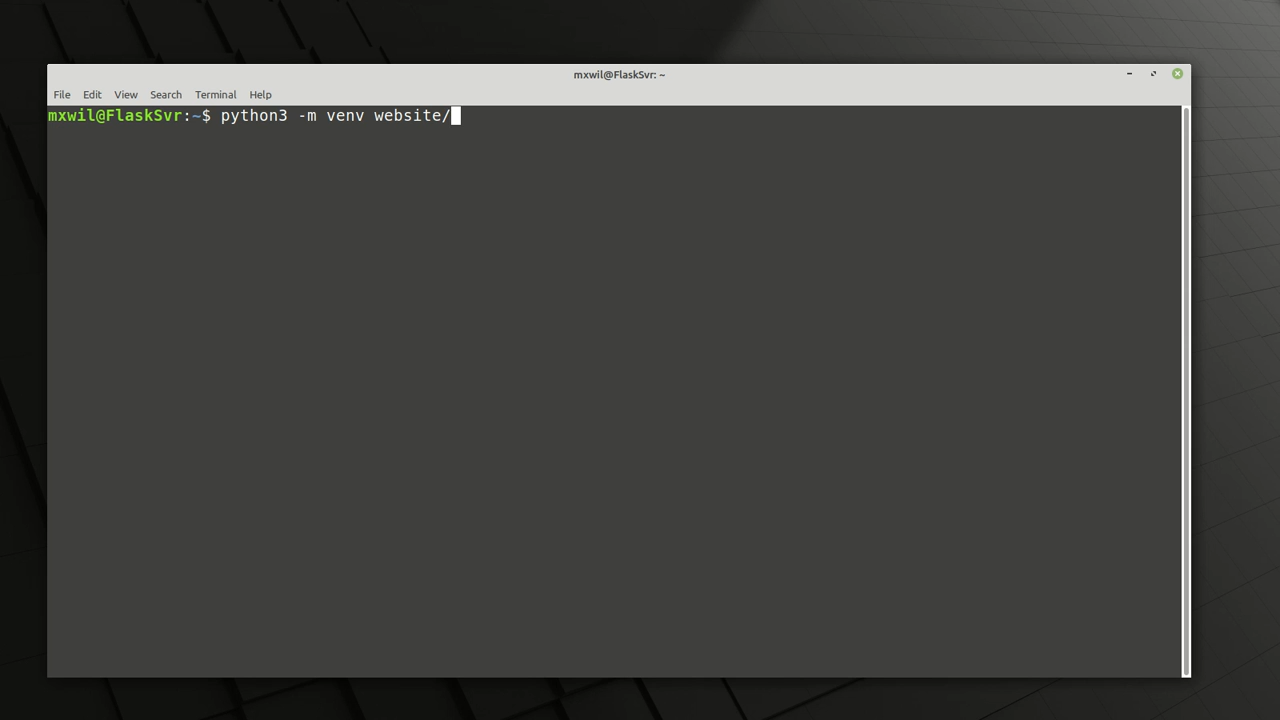 mxwil@FlaskSvr: ~
File Edit View Search Terminal Help
mxwil@FlaskSvr:~$ python3 -m venv website/